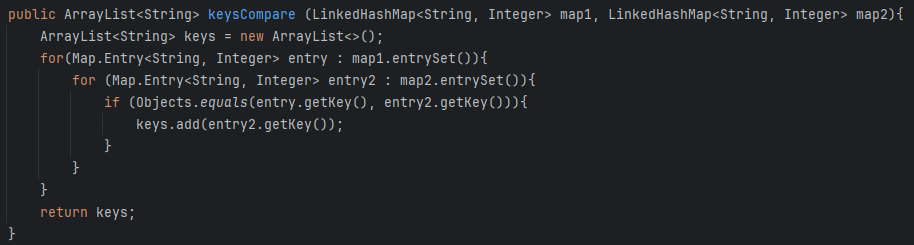 public ArrayList<String> keysCompare (LinkedHashMap<String, Integer> map1, LinkedHashMap<String, Integer> map2){
    ArrayList<String> keys = new ArrayList<>();
    for(Map.Entry<String, Integer> entry : map1.entrySet()){
        for (Map.Entry<String, Integer> entry2 : map2.entrySet()){
            if (Objects.equals(entry.getKey(), entry2.getKey())){
                keys.add(entry2.getKey());
            }
        }
    }
    return keys;
}